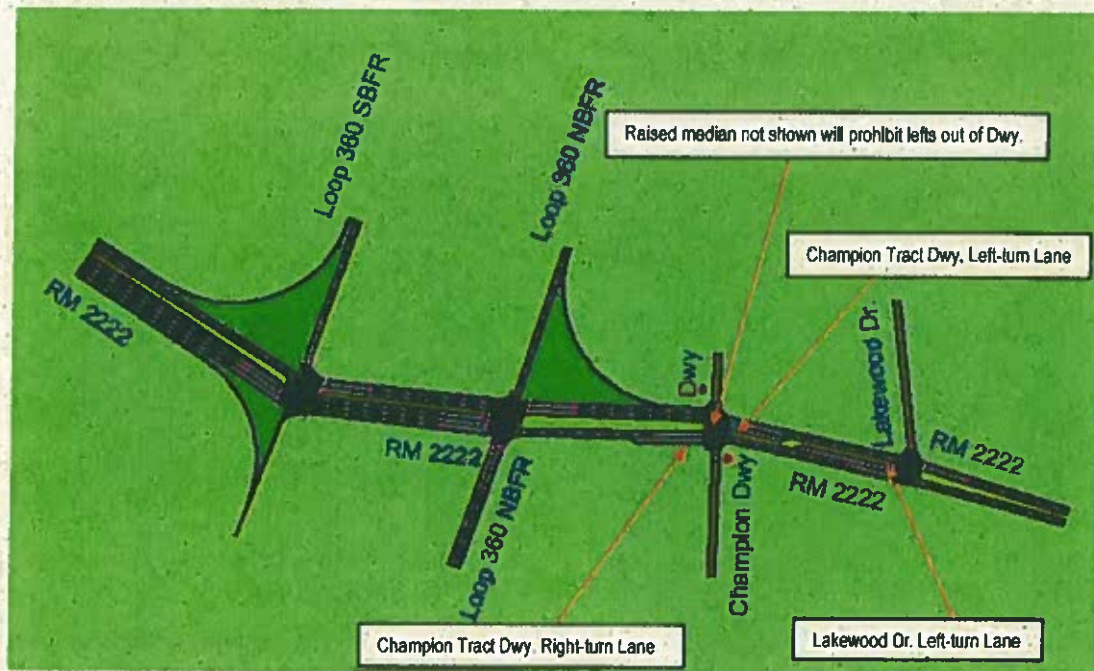 Loop 360 SBFR
Loop 360 NBFR
Raised median not shown will prohibit lefts out of Dwy.
Champion Tract Dwy. Left-turn Lane
RM 2222
Dwy
Lakewood Dr.
RM 2222
RM 2222
RM 2222
Loop 360 NBFR
Champion Dwy
Champion Tract Dwy. Right-turn Lane
Lakewood Dr. Left-turn Lane